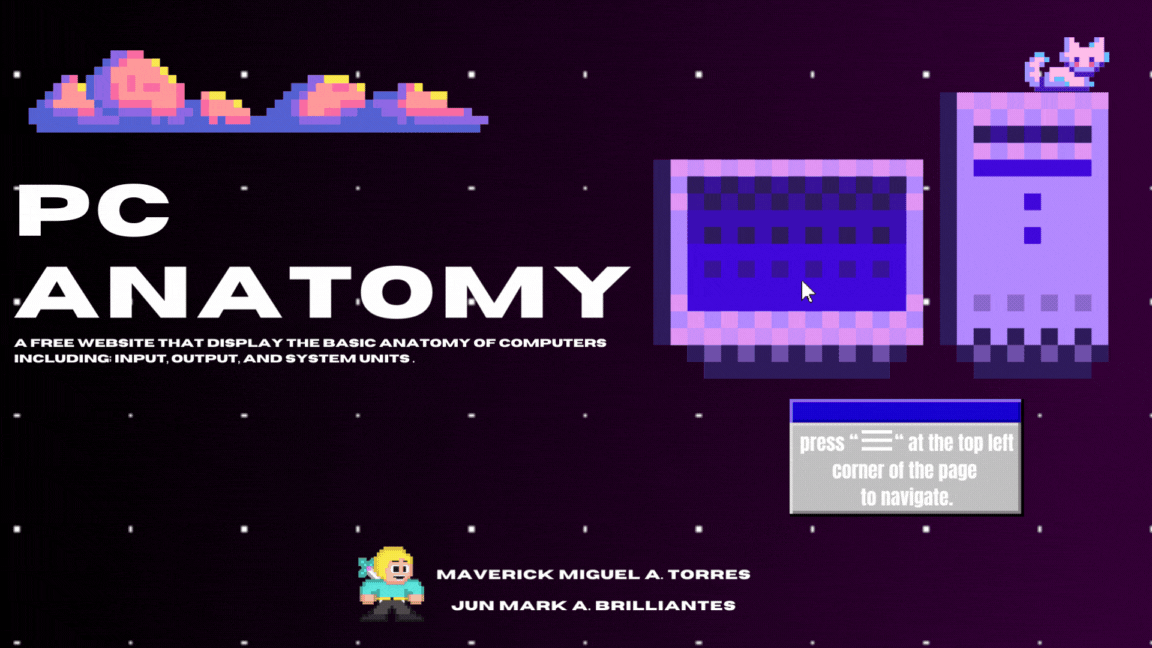 PC
ANATOMY
A FREE WEBSITE THAT DISPLAY THE BASIC ANATOMY OF COMPUTERS
INCLUDING: INPUT, OUTPUT, AND SYSTEM UNITS .
press “ “ at the top left
corner of the page
to navigate.
MAVERICK MIGUEL A. TORRES
JUN MARK A. BRILLIANTES